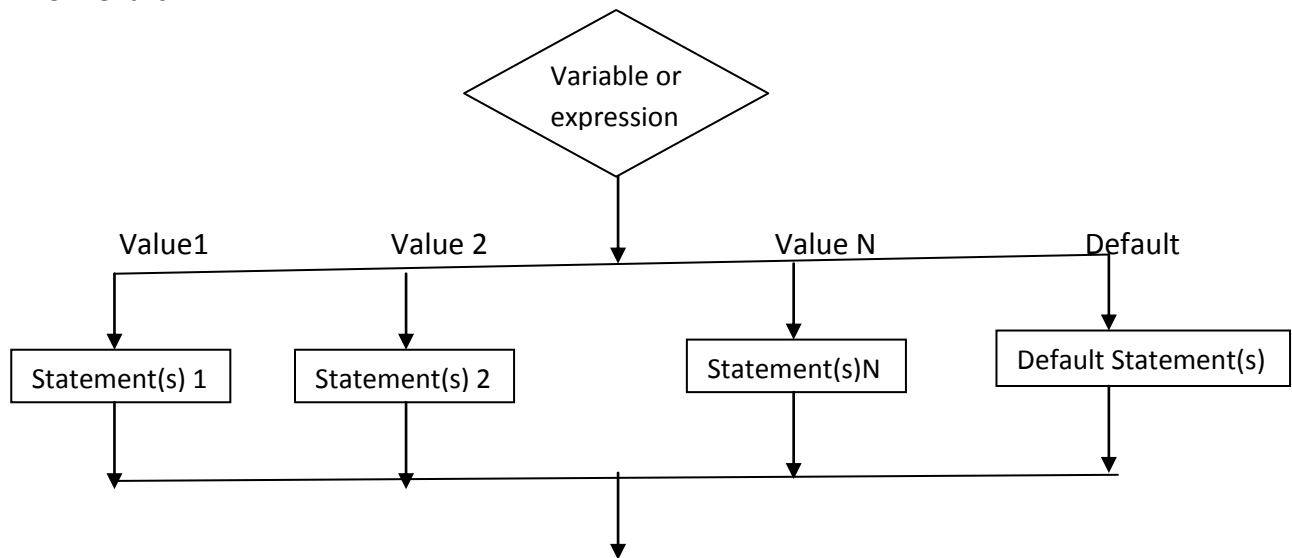 Variable or
expression
Value1
Value 2
Value N
Default
Statement(s) 1
Statement(s) 2
Statement(s)N
Default Statement(s)